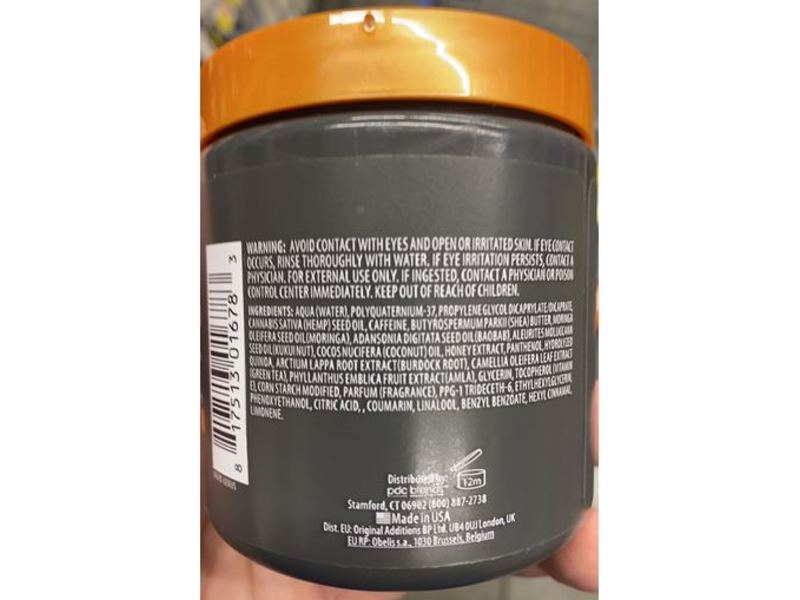 WARNING: AVOID CONTACT WITH EYES AND OPEN OR IRRITATED SKIN. IF EYE CONTACT
OCCURS, RINSE THOROUGHLY WITH WATER. IF EYE IRRITATION PERSISTS, CONTACT A
PHYSICIAN. FOR EXTERNAL USE ONLY. IF INGESTED, CONTACT A PHYSICIAN OR POISON
CONTROL CENTER IMMEDIATELY. KEEP OUT OF REACH OF CHILDREN.
INGREDIENTS: AQUA (WATER), POLYQUATERNIUM-37, PROPYLENE GLYCOL DICAPRYLATE/DICAPRATE,
CANNABIS SATIVA (HEMP) SEED OIL, CAFFEINE, BUTYROSPERMUM PARKII (SHEA) BUTTER, MORINGA
OLEIFERA SEED OIL(MORINGA), ADANSONIA DIGITATA SEED OIL(BAOBAB), ALEURITES MOLUCCANA
SEED OIL(KUKUI NUT), COCOS NUCIFERA (COCONUT) OIL, HONEY EXTRACT, PANTHENOL, HYDROLYZED
QUINOA, ARCTIUM LAPPA ROOT EXTRACT(BURDOCK ROOT), CAMELLIA OLEIFERA LEAF EXTRACT
(GREEN TEA), PHYLLANTHUS EMBLICA FRUIT EXTRACT(AMLA), GLYCERIN, TOCOPHEROL (VITAMIN
E), CORN STARCH MODIFIED, PARFUM (FRAGRANCE), PPG-1 TRIDECETH-6, ETHYLHEXYLGLYCERIN,
PHENOXYETHANOL, CITRIC ACID, , COUMARIN, LINALOOL, BENZYL BENZOATE, HEXYL CINNAMAL,
LIMONENE.
8 17513 01678 3
Distributed by:
pdc brands
12m
Stamford, CT 06902 (800) 887-2738
Made in USA
Dist. EU: Original Additions BP Ltd. UB4 0UJ London, UK
EU RP: Obelis s.a., 1030 Brussels, Belgium